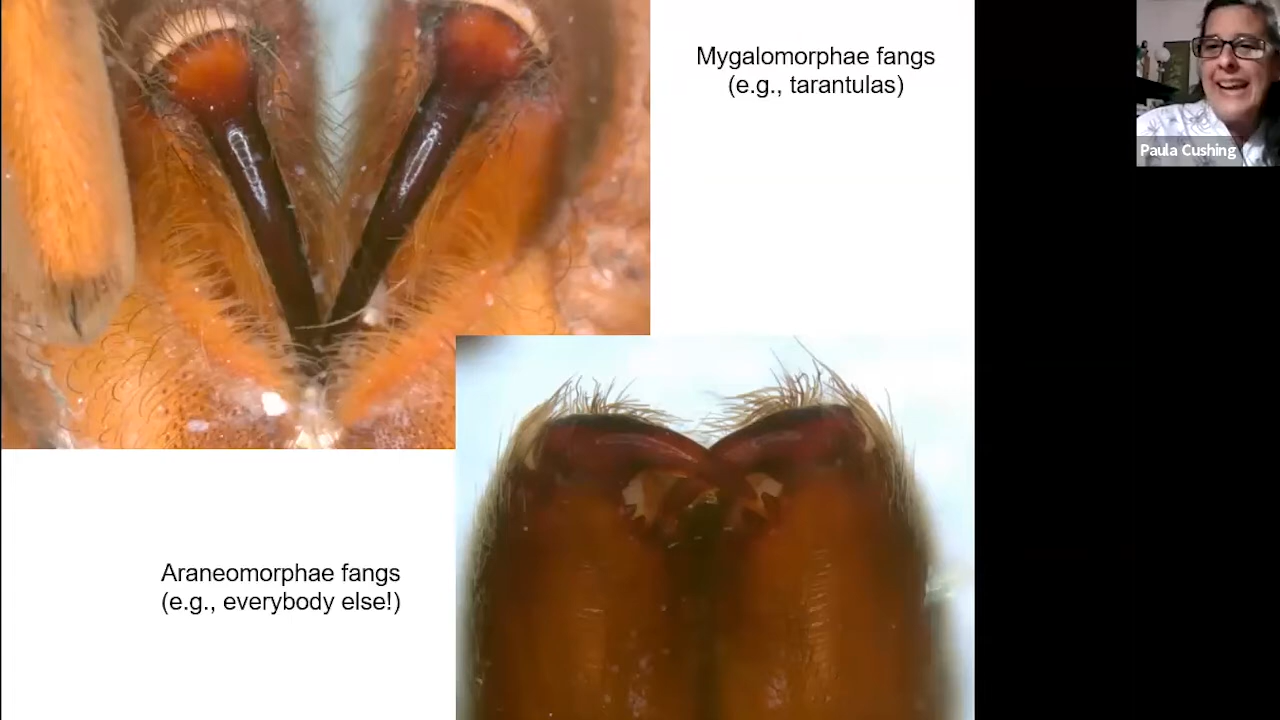 Mygalomorphae fangs
(e.g., tarantulas)
Paula Cushing
Araneomorphae fangs
(e.g., everybody else!)